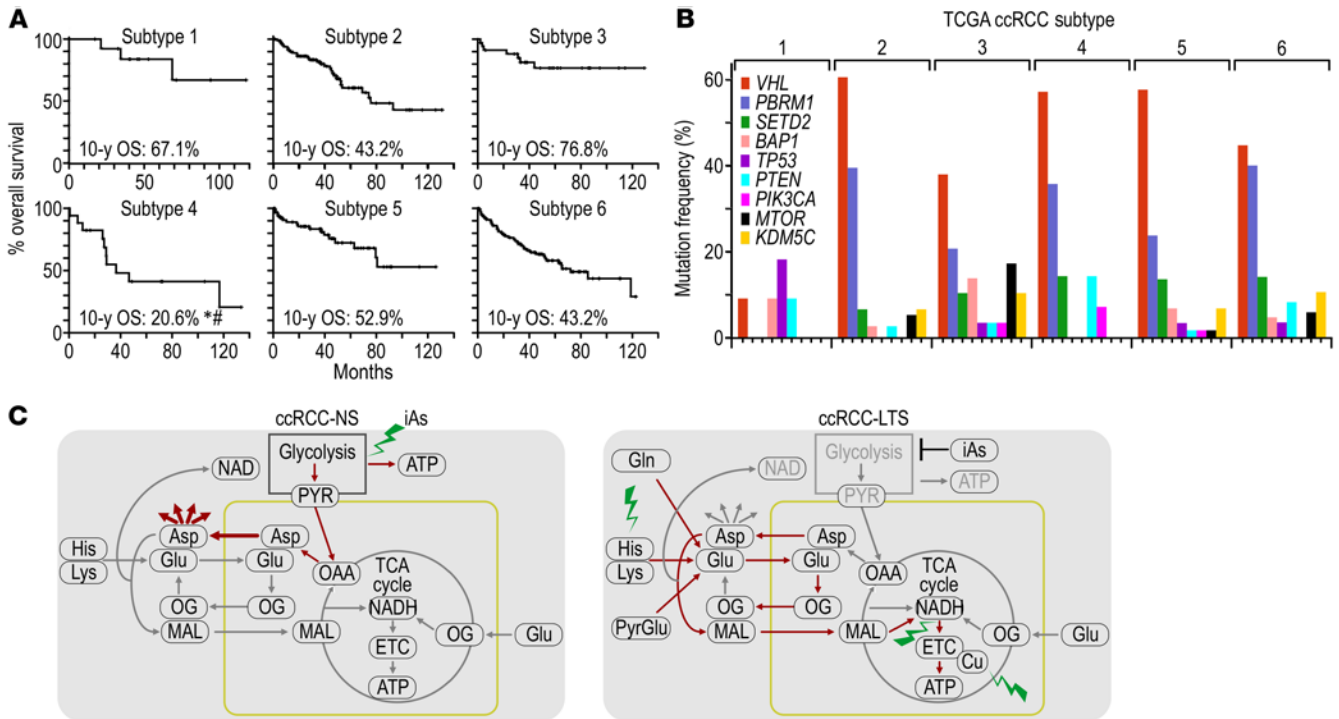 A
Subtype 1
Subtype 2
Subtype 3
100
50
0
10-y OS: 67.1%
10-y OS: 43.2%
10-y OS: 76.8%
0 40 60 120
0 40 80 120
0 40 80 120
% overall survival
Subtype 4
Subtype 5
Subtype 6
100
50
0
10-y OS: 20.6% *#
10-y OS: 52.9%
10-y OS: 43.2%
0 40 80 120
0 40 80 120
0 40 80 120
Months
B
TCGA ccRCC subtype
1 2 3 4 5 6
Mutation frequency (%)
60
40
20
0
VHL
PBRM1
SETD2
BAP1
TP53
PTEN
PIK3CA
MTOR
KDM5C
C
ccRCC-NS
iAs
Glycolysis
NAD
ATP
PYR
Asp
Asp
His
Glu
Glu
Lys
OAA
TCA
cycle
OG
OG
NADH
MAL
MAL
OG
Glu
ETC
ATP
ccRCC-LTS
Gln
Glycolysis
iAs
NAD
ATP
PYR
Asp
Asp
His
Glu
Glu
Lys
OAA
TCA
cycle
OG
OG
NADH
PyrGlu
MAL
MAL
OG
Glu
ETC
Cu
ATP